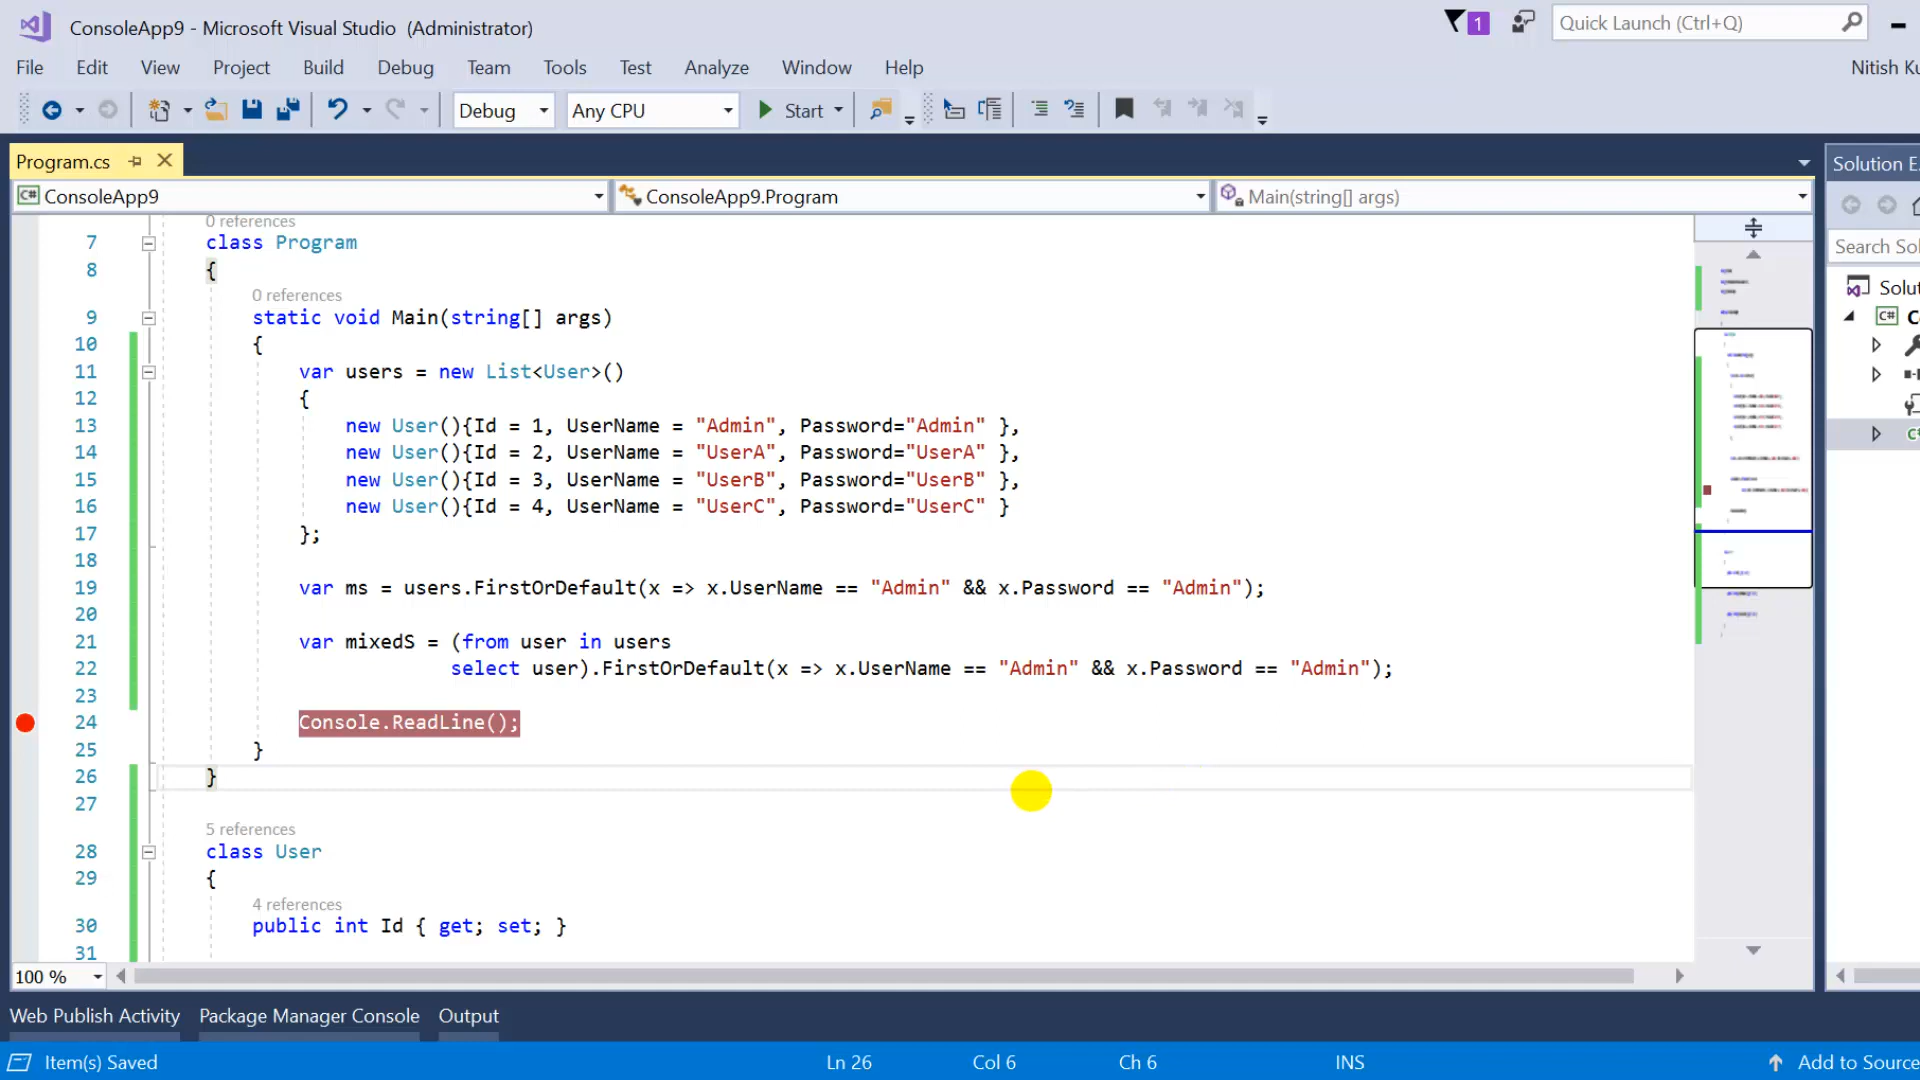 ConsoleApp9 - Microsoft Visual Studio (Administrator)
1
Quick Launch (Ctrl+Q)
File Edit View Project Build Debug Team Tools Test Analyze Window Help
Nitish Ku
Debug Any CPU Start
Program.cs
Solution E
C# ConsoleApp9 ConsoleApp9.Program Main(string[] args)
Search Sol
Solut
0 references
7 class Program
8 {
0 references
9 static void Main(string[] args)
10 {
11 var users = new List<User>()
12 {
13 new User(){Id = 1, UserName = "Admin", Password="Admin" },
14 new User(){Id = 2, UserName = "UserA", Password="UserA" },
15 new User(){Id = 3, UserName = "UserB", Password="UserB" },
16 new User(){Id = 4, UserName = "UserC", Password="UserC" }
17 };
18
19 var ms = users.FirstOrDefault(x => x.UserName == "Admin" && x.Password == "Admin");
20
21 var mixedS = (from user in users
22 select user).FirstOrDefault(x => x.UserName == "Admin" && x.Password == "Admin");
23
24 Console.ReadLine();
25 }
26 }
27
5 references
28 class User
29 {
4 references
30 public int Id { get; set; }
31
C# C
100 %
Web Publish Activity Package Manager Console Output
Item(s) Saved Ln 26 Col 6 Ch 6 INS Add to Source